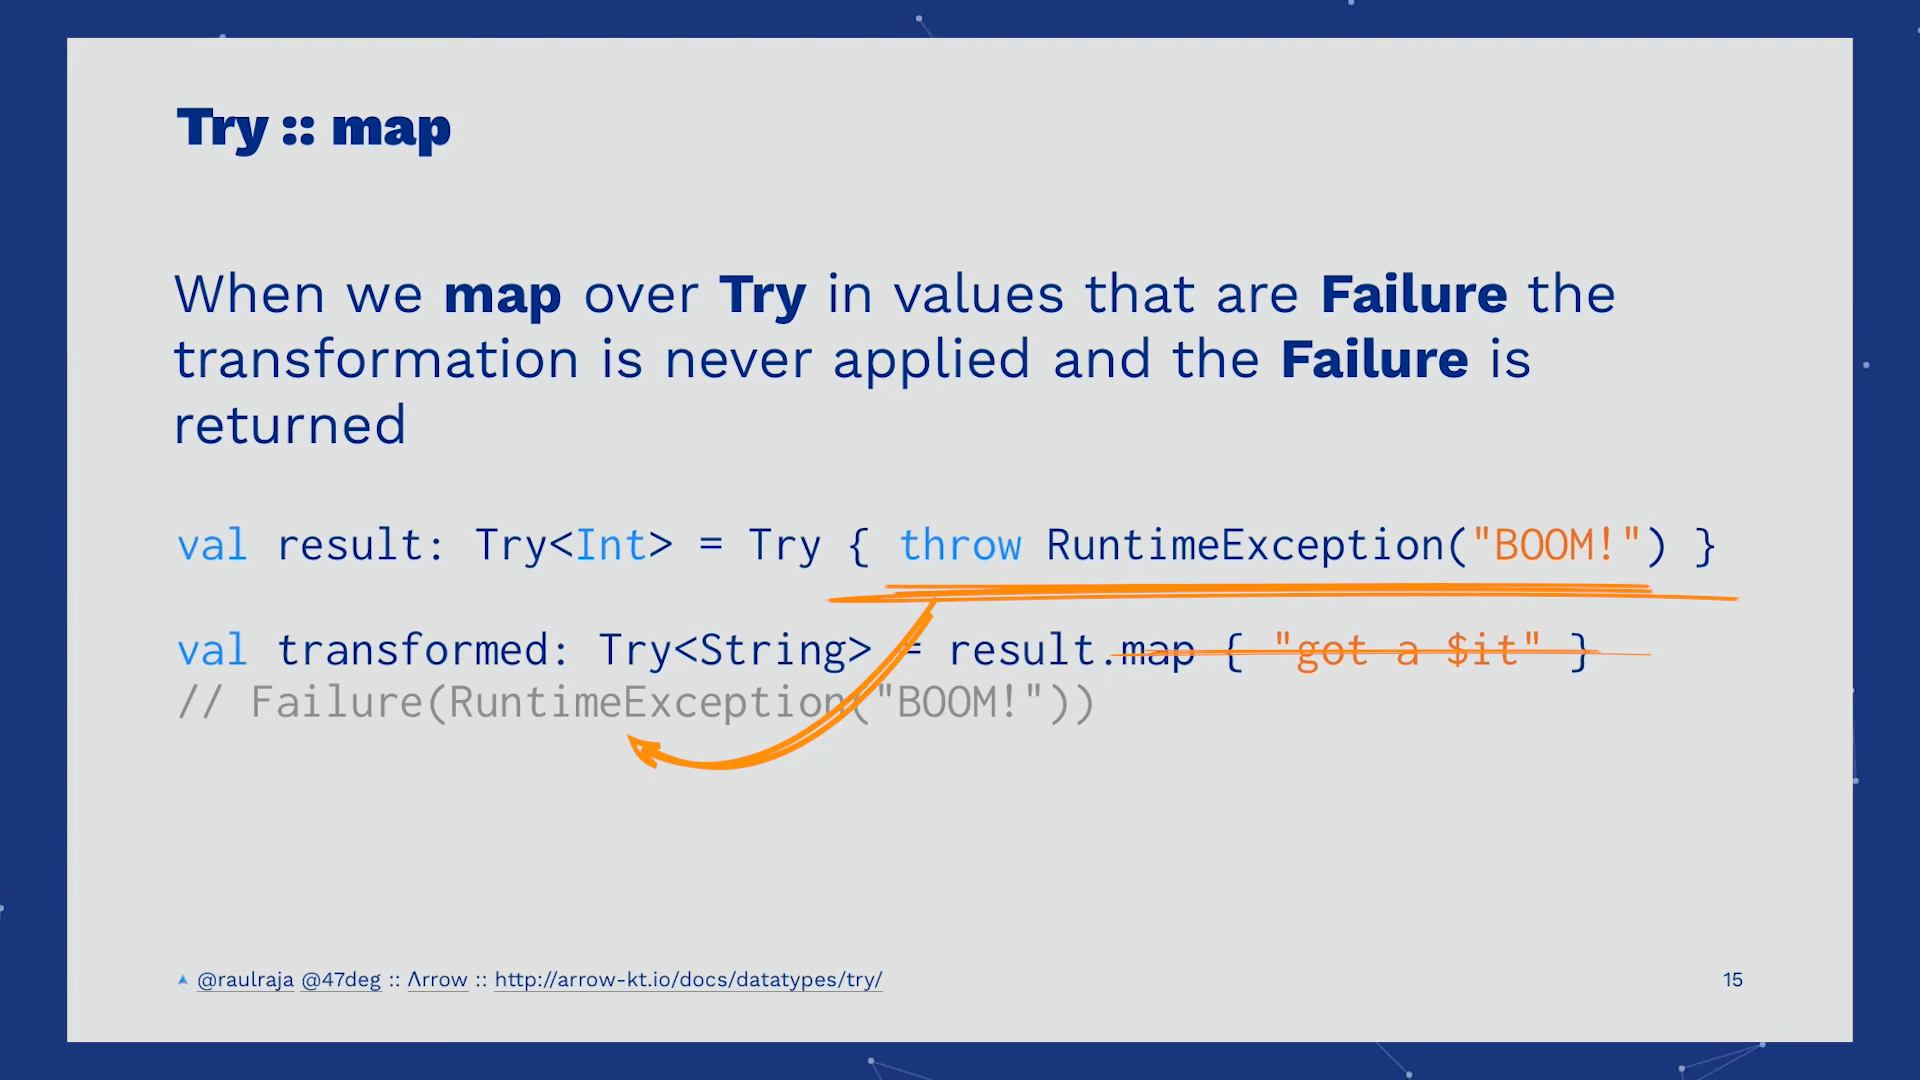 Try :: map
When we map over Try in values that are Failure the
transformation is never applied and the Failure is
returned
val result: Try<Int> = Try { throw RuntimeException("BOOM!") }
val transformed: Try<String> = result.map { "got a $it" }
// Failure(RuntimeException("BOOM!"))
@raulraja @47deg :: Λrrow :: http://arrow-kt.io/docs/datatypes/try/ 15